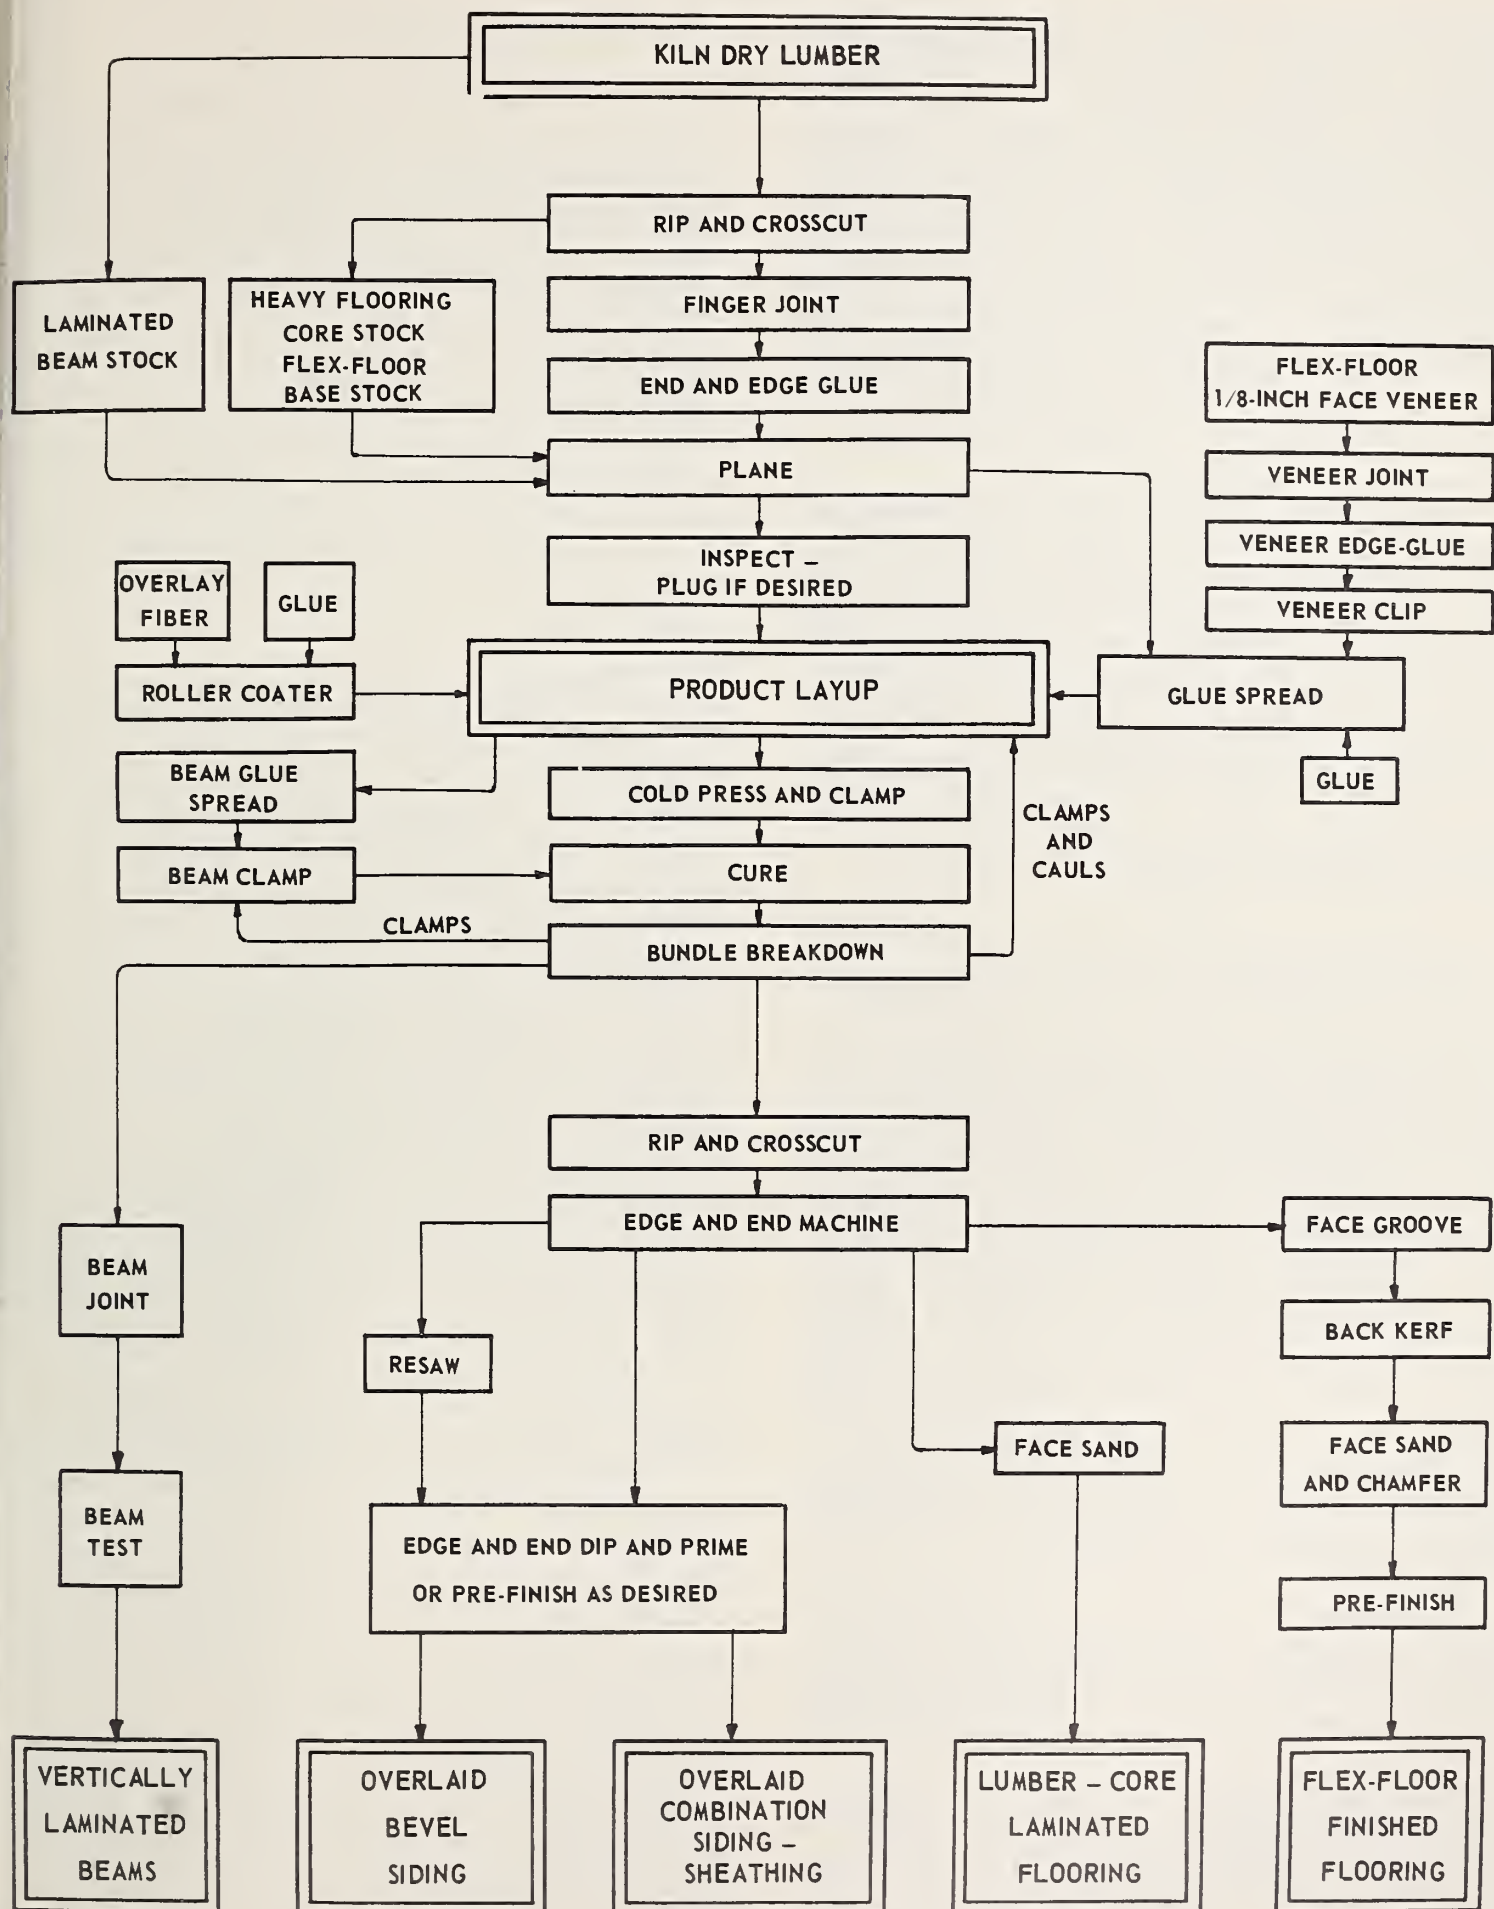 KILN DRY LUMBER
RIP AND CROSSCUT
LAMINATED
BEAM STOCK
HEAVY FLOORING
CORE STOCK
FLEX-FLOOR
BASE STOCK
FINGER JOINT
END AND EDGE GLUE
PLANE
INSPECT –
PLUG IF DESIRED
FLEX-FLOOR
1/8-INCH FACE VENEER
VENEER JOINT
VENEER EDGE-GLUE
VENEER CLIP
OVERLAY
FIBER
GLUE
ROLLER COATER
PRODUCT LAYUP
GLUE SPREAD
GLUE
BEAM GLUE
SPREAD
COLD PRESS AND CLAMP
CLAMPS
AND
CAULS
BEAM CLAMP
CURE
CLAMPS
BUNDLE BREAKDOWN
RIP AND CROSSCUT
EDGE AND END MACHINE
FACE GROOVE
BEAM
JOINT
BACK KERF
RESAW
FACE SAND
FACE SAND
AND CHAMFER
BEAM
TEST
EDGE AND END DIP AND PRIME
OR PRE-FINISH AS DESIRED
PRE-FINISH
VERTICALLY
LAMINATED
BEAMS
OVERLAID
BEVEL
SIDING
OVERLAID
COMBINATION
SIDING –
SHEATHING
LUMBER – CORE
LAMINATED
FLOORING
FLEX-FLOOR
FINISHED
FLOORING